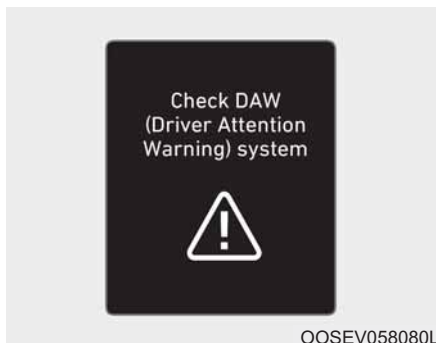 Check DAW
(Driver Attention
Warning) system
OOSEV058080L